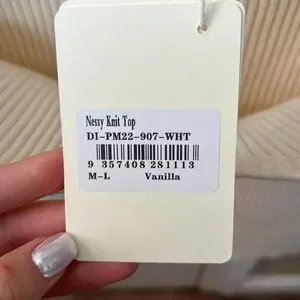 Nessy Knit Top
DI-PM22-907-WHT
9 357408 281113
M-L Vanilla